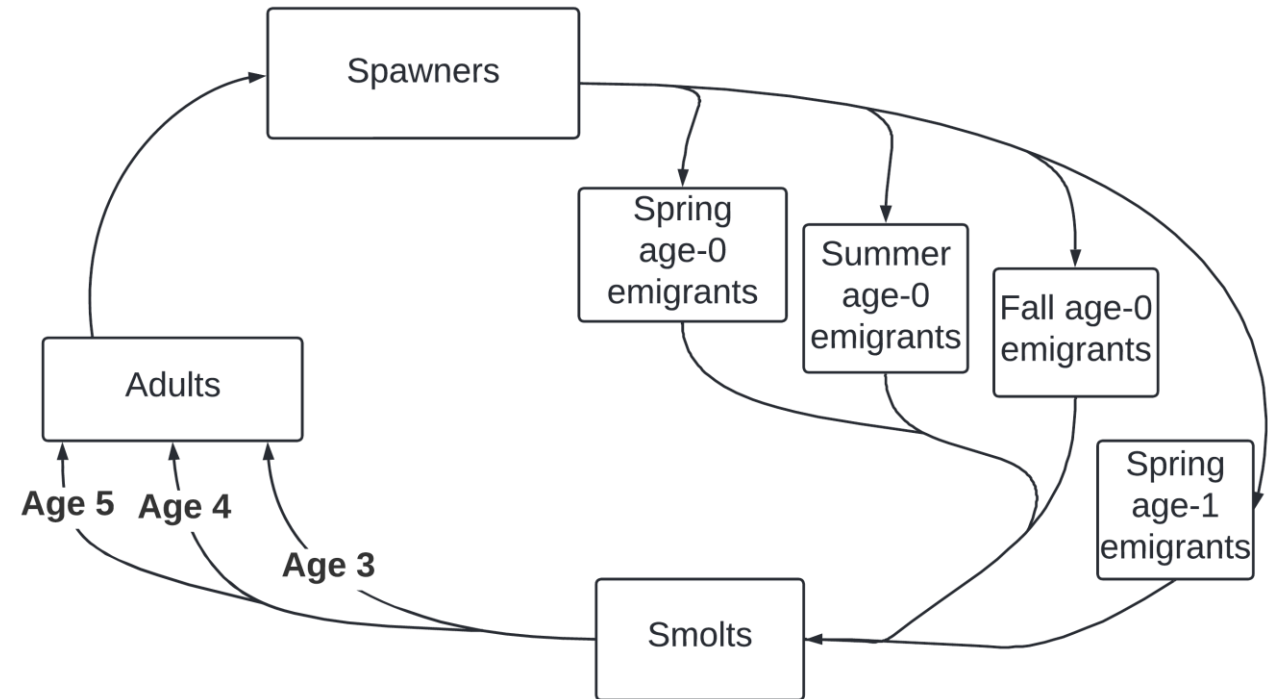 Spawners
Spring
age-0
emigrants
Summer
age-0
emigrants
Fall age-0
emigrants
Adults
Spring
age-1
emigrants
Age 5
Age 4
Age 3
Smolts